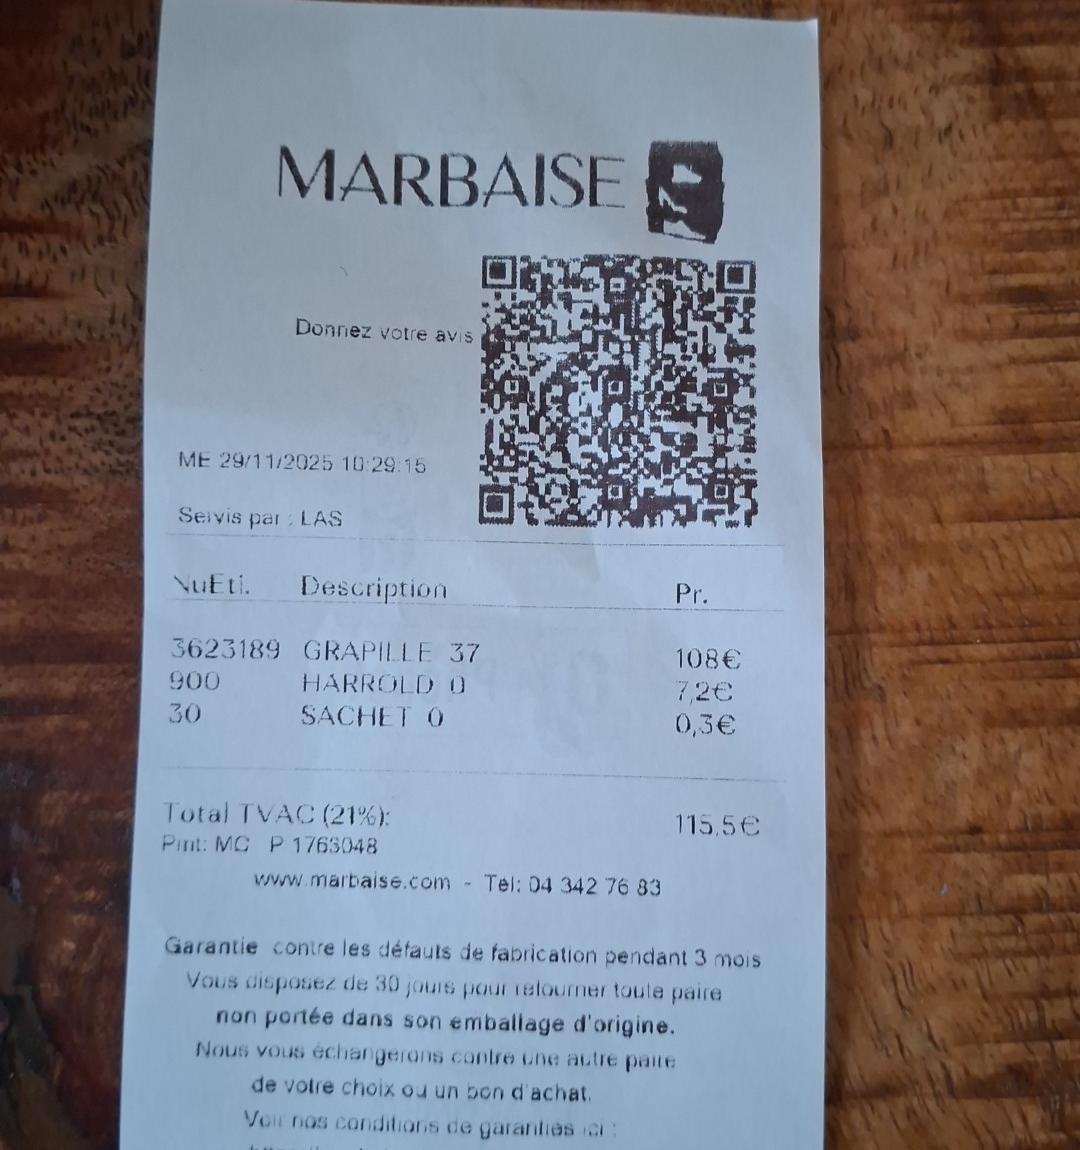 MARBAISE
Donnez votre avis
ME 29/11/2025 10:29:15
Servis par : LAS
NuEti. Description Pr.
3623189 GRAPILLE 37 108€
900 HARROLD 0 7,2€
30 SACHET 0 0,3€
Total TVAC (21%): 115,5€
Pmt: MC P 1763048
www.marbaise.com - Tel: 04 342 76 83
Garantie contre les défauts de fabrication pendant 3 mois
Vous disposez de 30 jours pour retourner toute paire
non portée dans son emballage d'origine.
Nous vous échangerons contre une autre paire
de votre choix ou un bon d'achat.
Voir nos conditions de garanties ici :